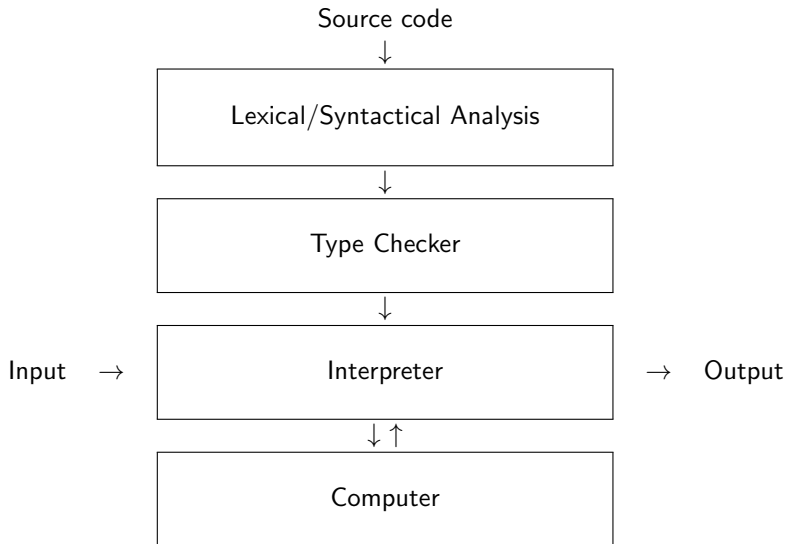 Source code
↓
Lexical/Syntactical Analysis
↓
Type Checker
↓
Input → Interpreter → Output
↓↑
Computer